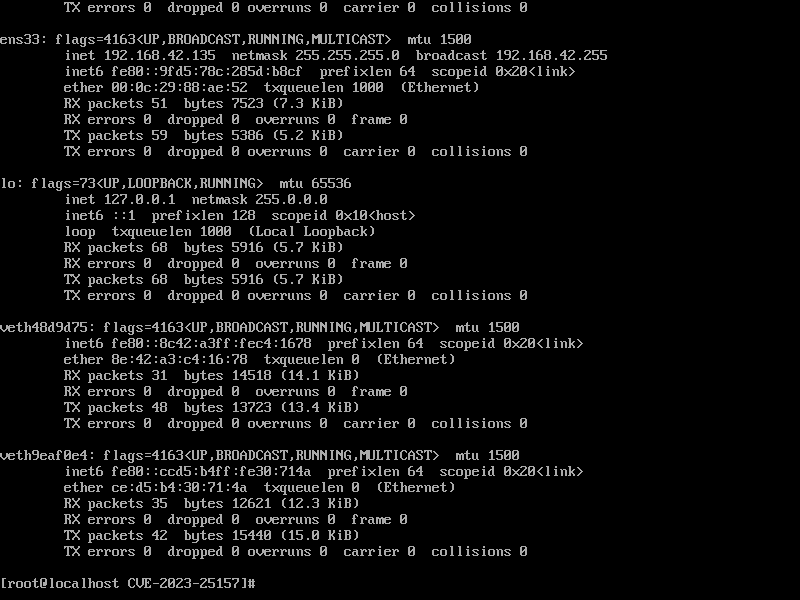 TX errors 0  dropped 0 overruns 0  carrier 0  collisions 0
ens33: flags=4163<UP,BROADCAST,RUNNING,MULTICAST>  mtu 1500
        inet 192.168.42.135  netmask 255.255.255.0  broadcast 192.168.42.255
        inet6 fe80::9fd5:78c:285d:b8cf  prefixlen 64  scopeid 0x20<link>
        ether 00:0c:29:88:ae:52  txqueuelen 1000  (Ethernet)
        RX packets 51  bytes 7523 (7.3 KiB)
        RX errors 0  dropped 0  overruns 0  frame 0
        TX packets 59  bytes 5386 (5.2 KiB)
        TX errors 0  dropped 0 overruns 0  carrier 0  collisions 0
lo: flags=73<UP,LOOPBACK,RUNNING>  mtu 65536
        inet 127.0.0.1  netmask 255.0.0.0
        inet6 ::1  prefixlen 128  scopeid 0x10<host>
        loop  txqueuelen 1000  (Local Loopback)
        RX packets 68  bytes 5916 (5.7 KiB)
        RX errors 0  dropped 0  overruns 0  frame 0
        TX packets 68  bytes 5916 (5.7 KiB)
        TX errors 0  dropped 0 overruns 0  carrier 0  collisions 0
veth48d9d75: flags=4163<UP,BROADCAST,RUNNING,MULTICAST>  mtu 1500
        inet6 fe80::8c42:a3ff:fec4:1678  prefixlen 64  scopeid 0x20<link>
        ether 8e:42:a3:c4:16:78  txqueuelen 0  (Ethernet)
        RX packets 31  bytes 14518 (14.1 KiB)
        RX errors 0  dropped 0  overruns 0  frame 0
        TX packets 48  bytes 13723 (13.4 KiB)
        TX errors 0  dropped 0 overruns 0  carrier 0  collisions 0
veth9eaf0e4: flags=4163<UP,BROADCAST,RUNNING,MULTICAST>  mtu 1500
        inet6 fe80::ccd5:b4ff:fe30:714a  prefixlen 64  scopeid 0x20<link>
        ether ce:d5:b4:30:71:4a  txqueuelen 0  (Ethernet)
        RX packets 35  bytes 12621 (12.3 KiB)
        RX errors 0  dropped 0  overruns 0  frame 0
        TX packets 42  bytes 15440 (15.0 KiB)
        TX errors 0  dropped 0 overruns 0  carrier 0  collisions 0
[root@localhost CVE-2023-25157]#